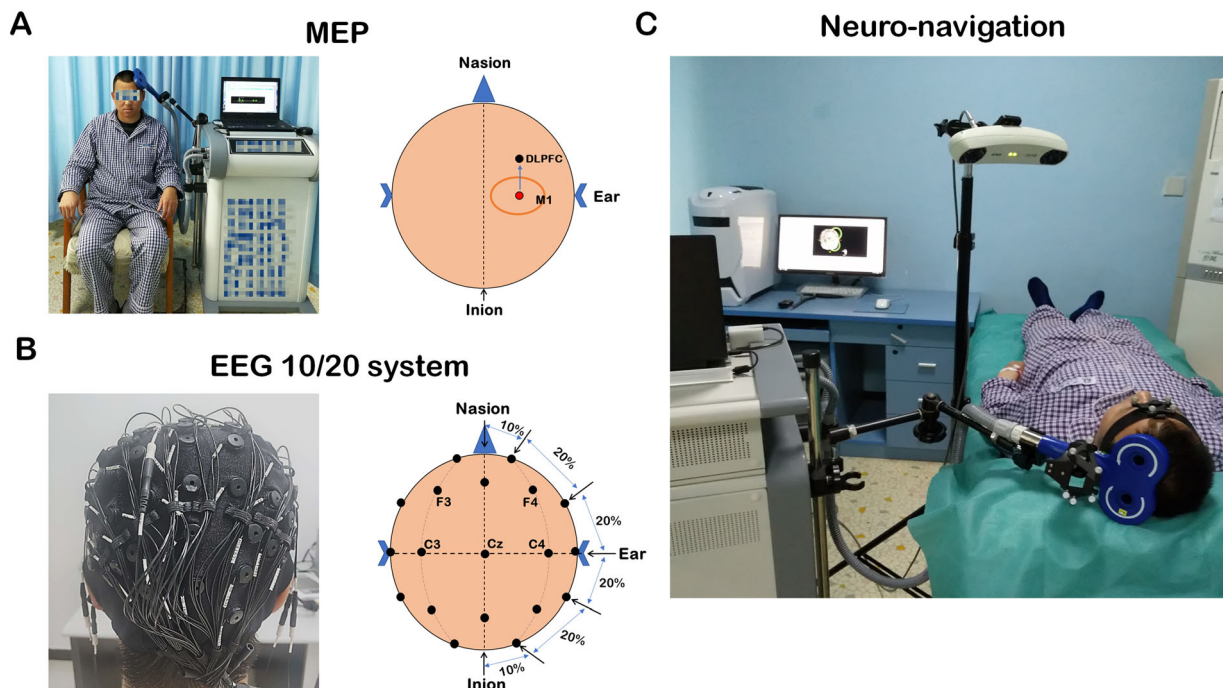 A
MEP
Nasion
DLPFC
M1
Ear
Inion
B
EEG 10/20 system
Nasion
10%
20%
F3
F4
20%
C3
Cz
C4
Ear
20%
20%
10%
Inion
C
Neuro-navigation